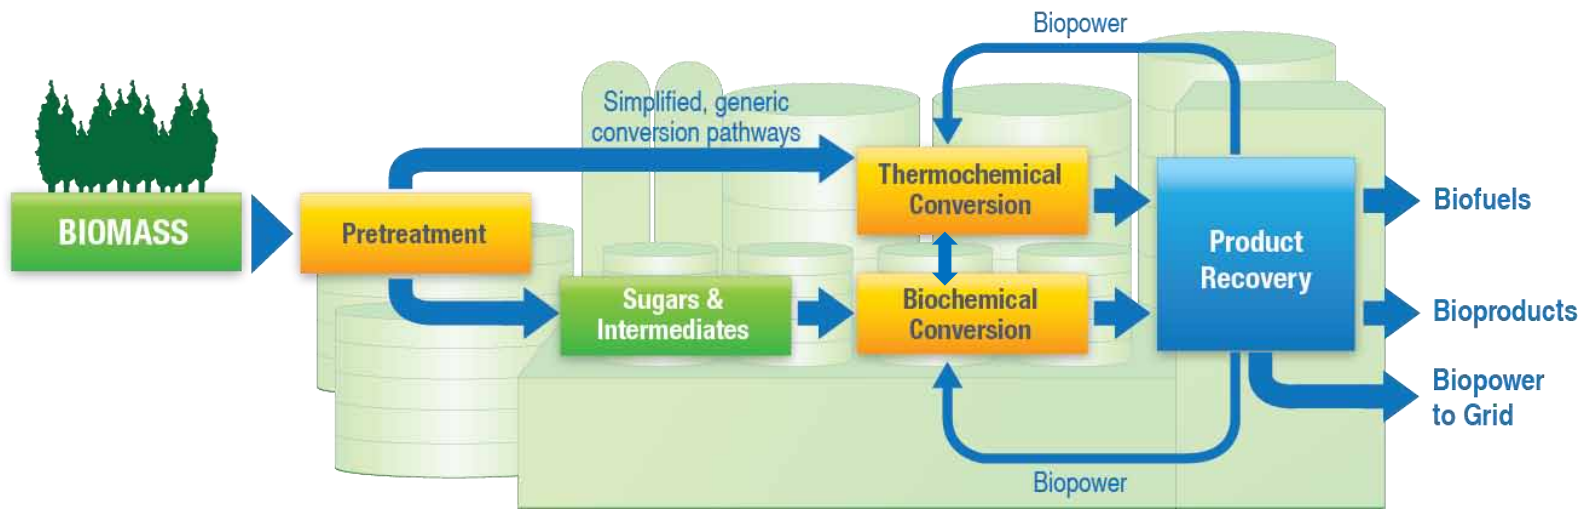 Biopower
Simplified, generic
conversion pathways
BIOMASS
Pretreatment
Thermochemical
Conversion
Sugars &
Intermediates
Biochemical
Conversion
Product
Recovery
Biofuels
Bioproducts
Biopower
to Grid
Biopower